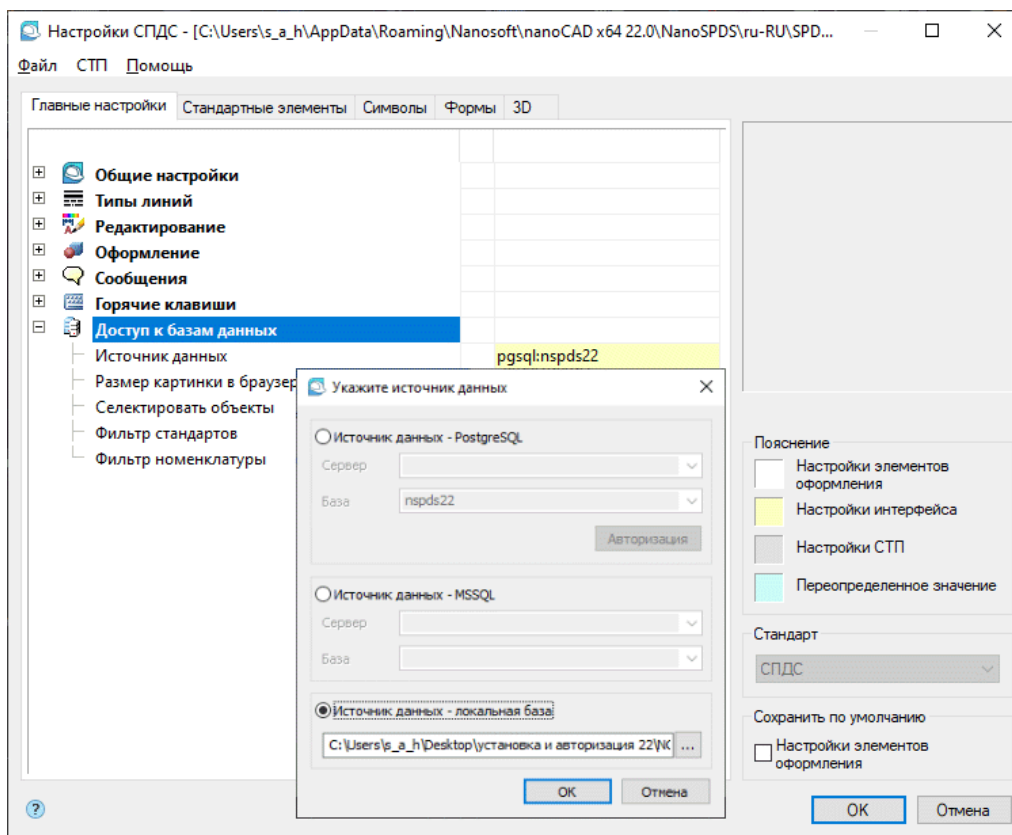 Настройки СПДС - [C:\Users\s_a_h\AppData\Roaming\Nanosoft\nanoCAD x64 22.0\NanoSPDS\ru-RU\SPD...
Файл СТП Помощь
Главные настройки Стандартные элементы Символы Формы 3D
Общие настройки
Типы линий
Редактирование
Оформление
Сообщения
Горячие клавиши
Доступ к базам данных
Источник данных pgsql:nspds22
Размер картинки в браузер
Селектировать объекты
Фильтр стандартов
Фильтр номенклатуры
Укажите источник данных
Источник данных - PostgreSQL
Сервер
База nspds22
Авторизация
Источник данных - MSSQL
Сервер
База
Источник данных - локальная база
C:\Users\s_a_h\Desktop\установка и авторизация 22\NC ...
OK Отмена
Пояснение
Настройки элементов
оформления
Настройки интерфейса
Настройки СТП
Переопределенное значение
Стандарт
СПДС
Сохранить по умолчанию
Настройки элементов
оформления
?
OK Отмена